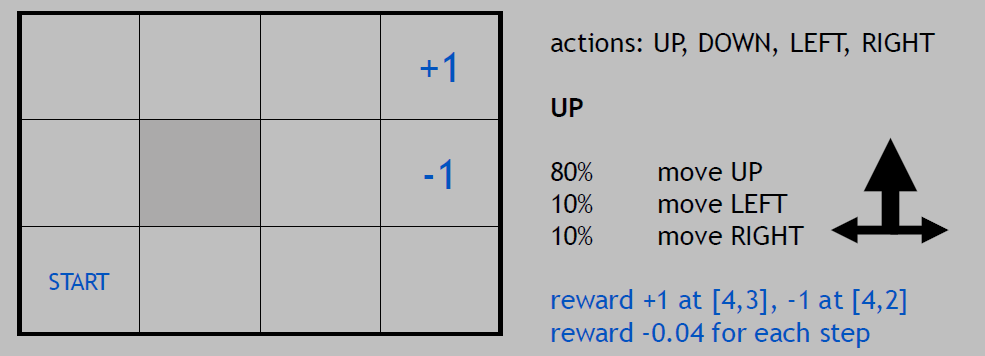 +1
-1
START
actions: UP, DOWN, LEFT, RIGHT
UP
80% move UP
10% move LEFT
10% move RIGHT
reward +1 at [4,3], -1 at [4,2]
reward -0.04 for each step